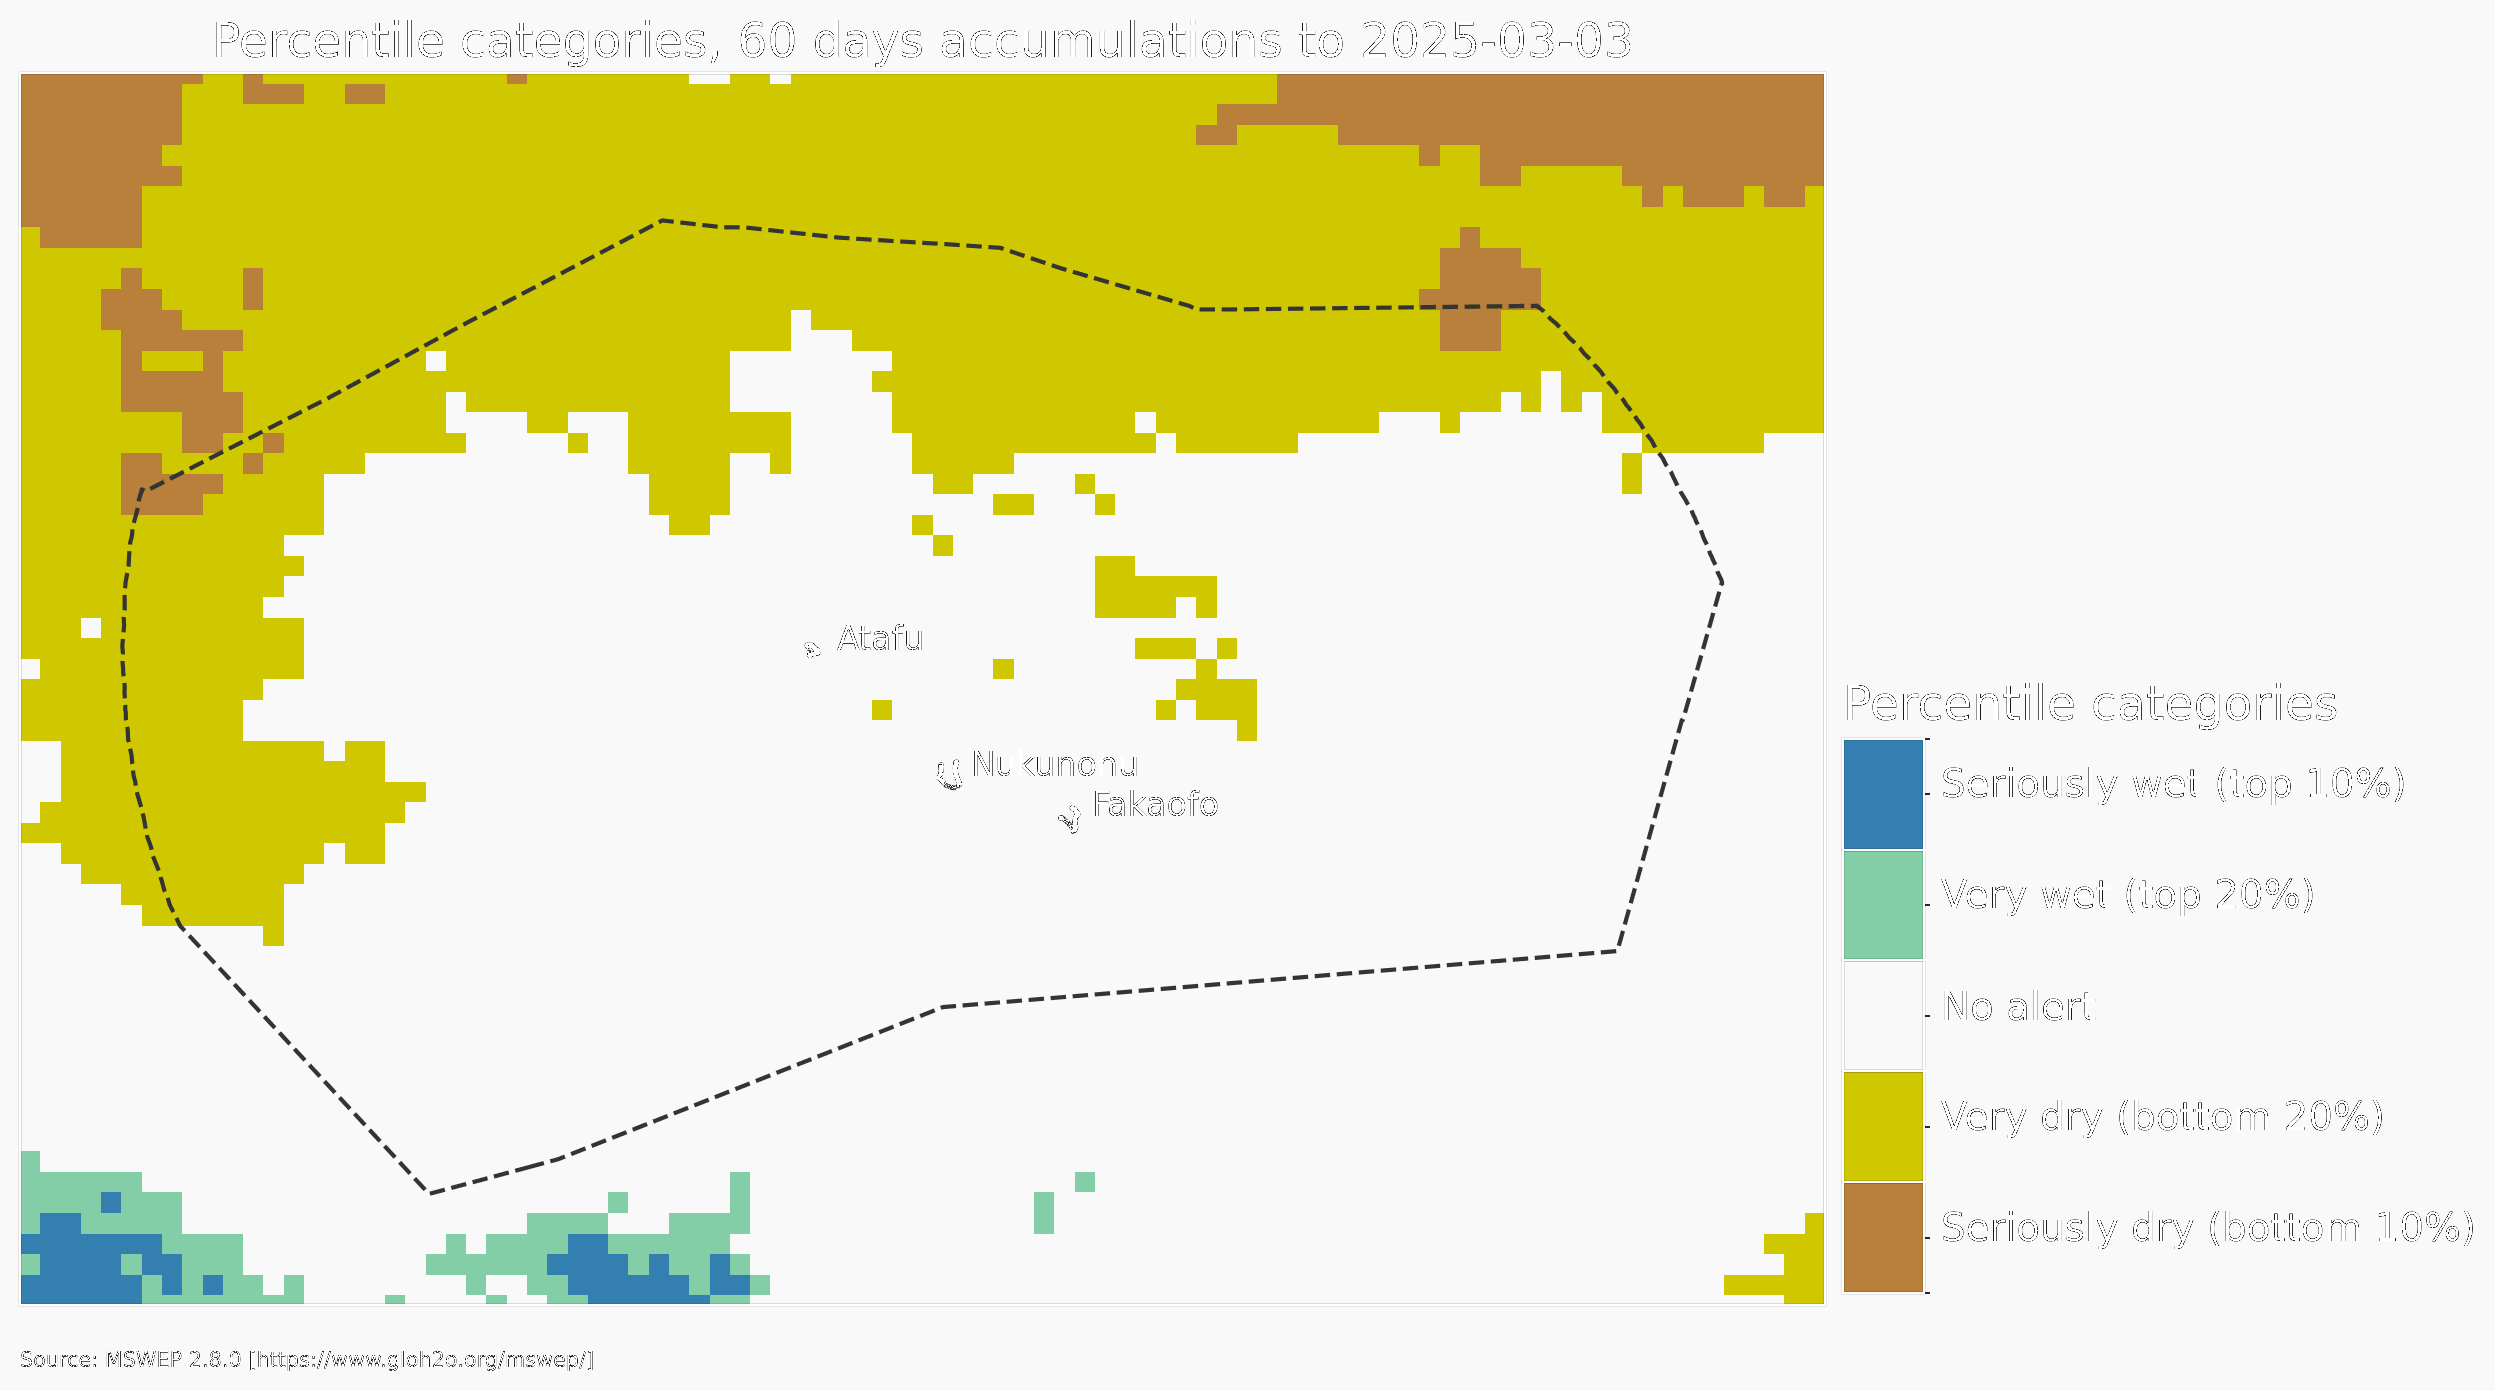 Percentile categories, 60 days accumulations to 2025-03-03
Atafu
Nukunonu
Fakaofo
Percentile categories
Seriously wet (top 10%)
Very wet (top 20%)
No alert
Very dry (bottom 20%)
Seriously dry (bottom 10%)
Source: MSWEP 2.8.0 [https://www.gloh2o.org/mswep/]